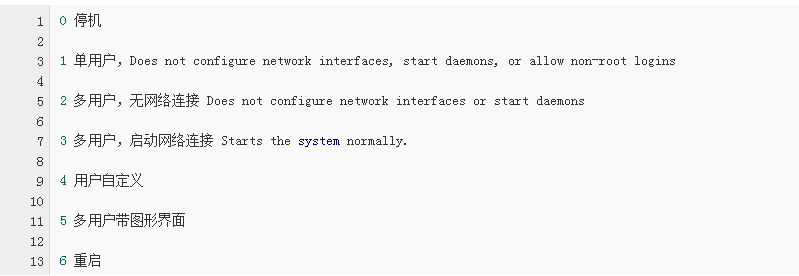 1 0 停机
2
3 1 单用户，Does not configure network interfaces, start daemons, or allow non-root logins
4
5 2 多用户，无网络连接 Does not configure network interfaces or start daemons
6
7 3 多用户，启动网络连接 Starts the system normally.
8
9 4 用户自定义
10
11 5 多用户带图形界面
12
13 6 重启